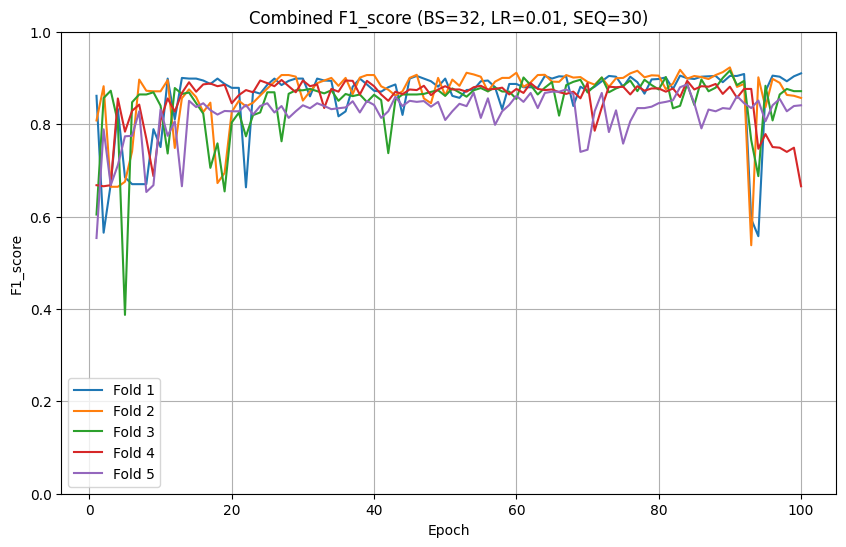 Combined F1_score (BS=32, LR=0.01, SEQ=30)
1.0
0.8
0.6
0.4
0.2
0.0
F1_score
Fold 1
Fold 2
Fold 3
Fold 4
Fold 5
0 20 40 60 80 100
Epoch